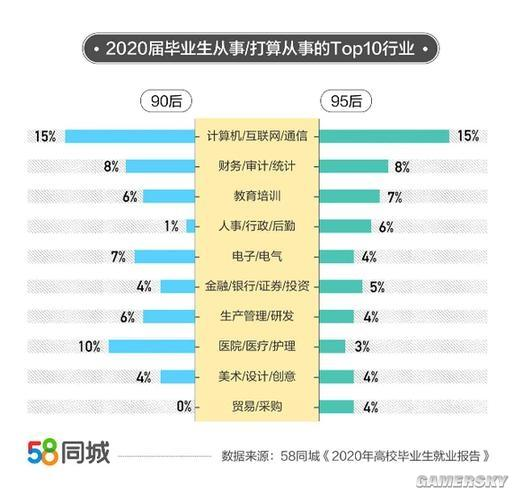 2020届毕业生从事/打算从事的Top10行业
90后 95后
15% 计算机/互联网/通信 15%
8% 财务/审计/统计 8%
6% 教育培训 7%
1% 人事/行政/后勤 6%
7% 电子/电气 4%
4% 金融/银行/证券/投资 5%
6% 生产管理/研发 4%
10% 医院/医疗/护理 3%
4% 美术/设计/创意 4%
0% 贸易/采购 4%
58同城 数据来源：58同城《2020年高校毕业生就业报告》
GAMERSKY